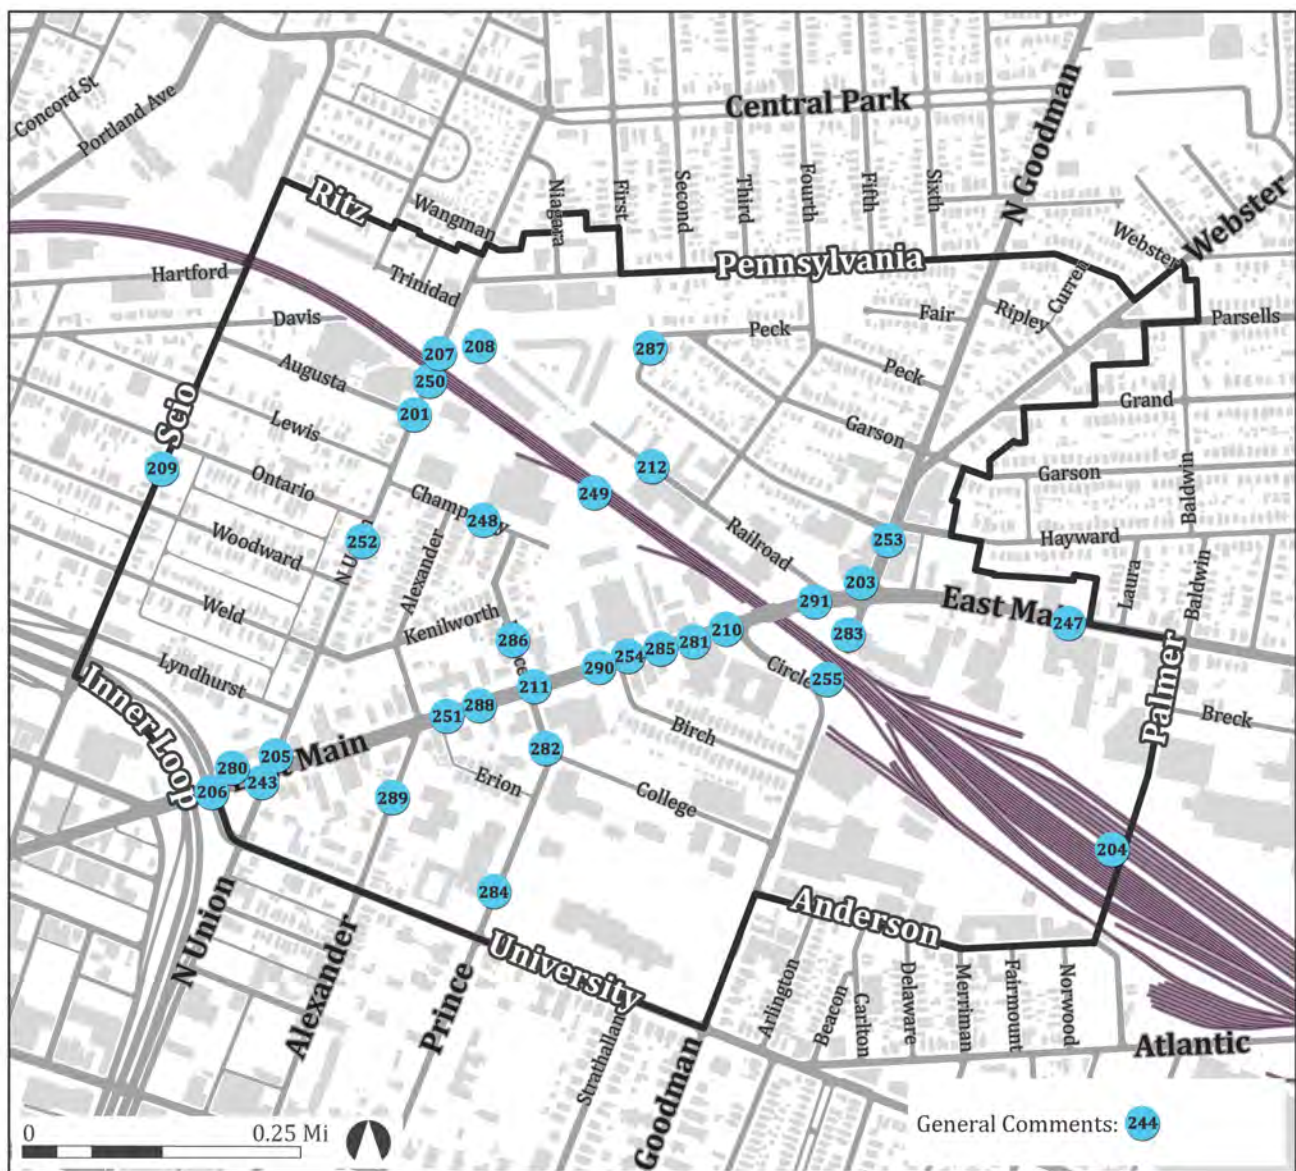 Central Park
N Goodman
Concord St
Portland Ave
Niagara
First
Second
Third
Fourth
Fifth
Sixth
Ritz
Wangman
Webster
Webster
Hartford
Trinidad
Pennsylvania
Curren
Ripley
Fair
Parsells
Davis
Peck
207
208
287
Augusta
250
Peck
201
Grand
Scio
Lewis
Garson
209
Ontario
212
Garson
Baldwin
249
248
Woodward
252
Alexander
Railroad
253
Hayward
Weld
203
291
Laura
Baldwin
Kenilworth
286
247
210
283
Lyndhurst
254
285
281
290
Circle
255
211
Palmer
Inner Loop
251
288
Birch
Breck
205
Main
282
280
243
206
Erion
College
289
204
284
Anderson
N Union
University
Alexander
Prince
Strathallan
Goodman
Arlington
Beacon
Carlton
Delaware
Merriman
Fairmount
Norwood
Atlantic
General Comments: 244
0 0.25 Mi